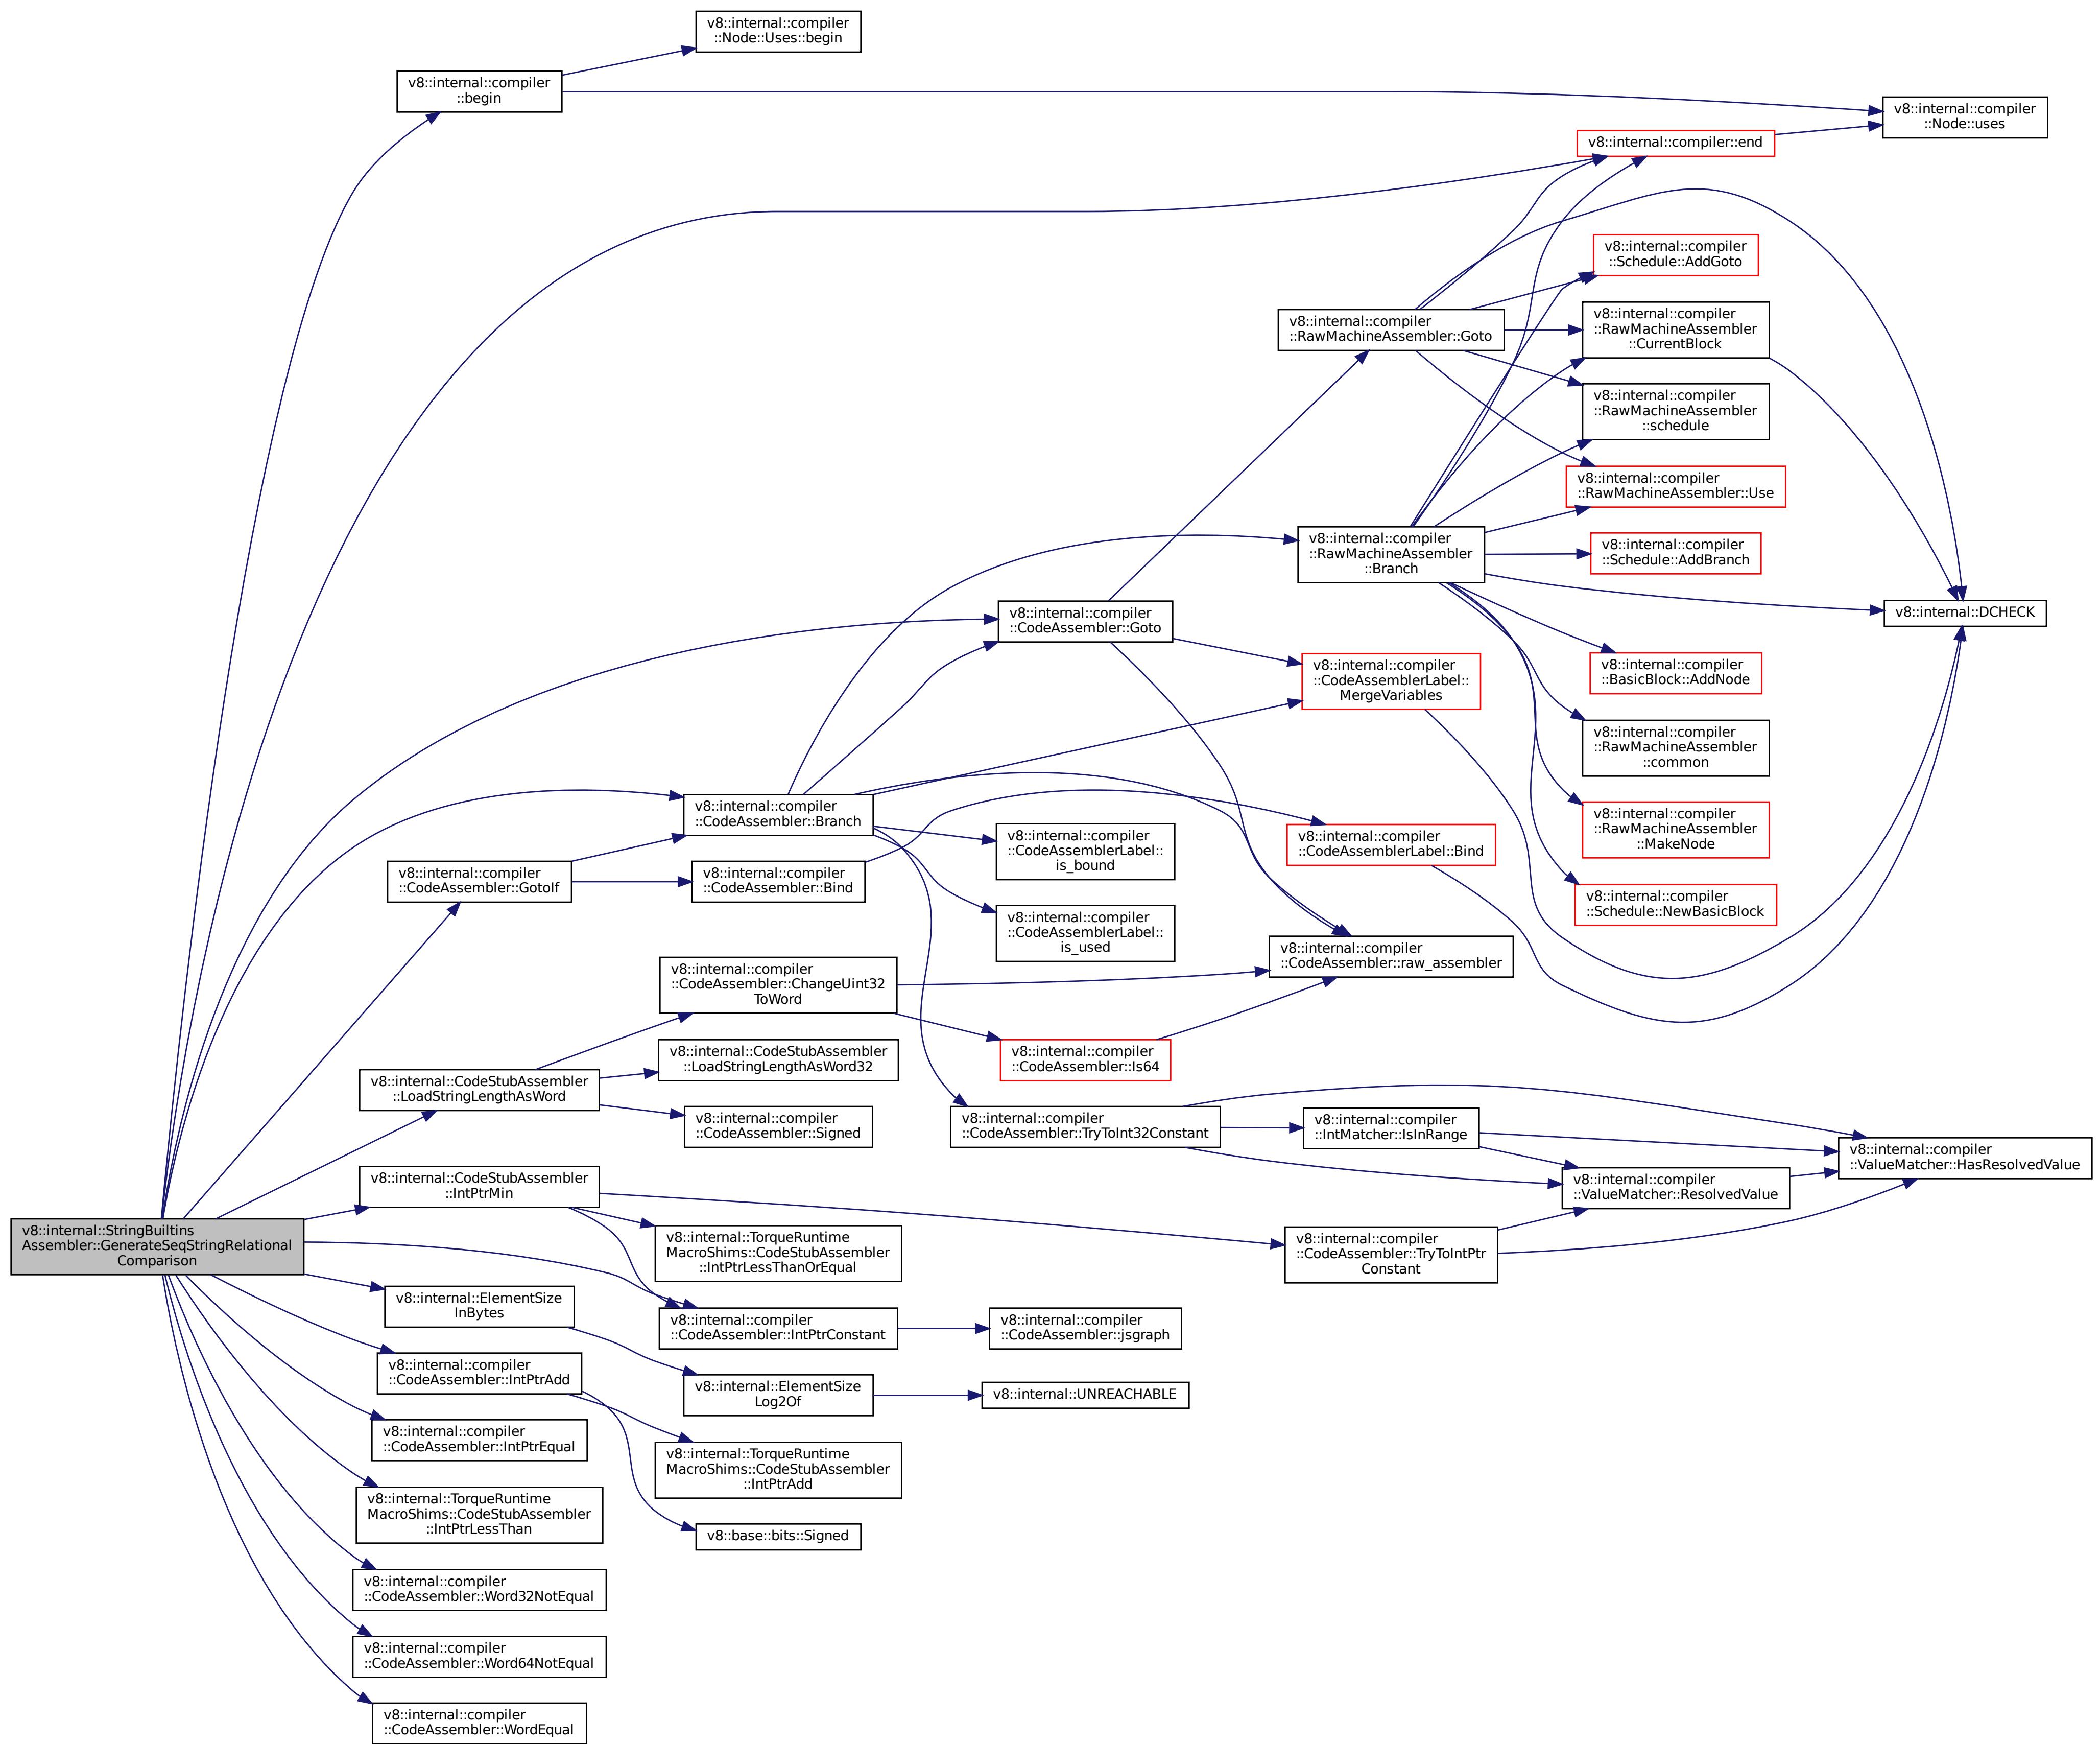 v8::internal::compiler
::Node::Uses::begin
v8::internal::compiler
::begin
v8::internal::compiler
::Node::uses
v8::internal::compiler::end
v8::internal::compiler
::Schedule::AddGoto
v8::internal::compiler
::RawMachineAssembler
::CurrentBlock
v8::internal::compiler
::RawMachineAssembler::Goto
v8::internal::compiler
::RawMachineAssembler
::schedule
v8::internal::compiler
::RawMachineAssembler::Use
v8::internal::compiler
::RawMachineAssembler
::Branch
v8::internal::compiler
::Schedule::AddBranch
v8::internal::DCHECK
v8::internal::compiler
::CodeAssembler::Goto
v8::internal::compiler
::BasicBlock::AddNode
v8::internal::compiler
::CodeAssemblerLabel::
MergeVariables
v8::internal::compiler
::RawMachineAssembler
::common
v8::internal::compiler
::CodeAssembler::Branch
v8::internal::compiler
::RawMachineAssembler
::MakeNode
v8::internal::compiler
::CodeAssemblerLabel::
is_bound
v8::internal::compiler
::CodeAssemblerLabel::Bind
v8::internal::compiler
::CodeAssembler::GotoIf
v8::internal::compiler
::CodeAssembler::Bind
v8::internal::compiler
::Schedule::NewBasicBlock
v8::internal::compiler
::CodeAssemblerLabel::
is_used
v8::internal::compiler
::CodeAssembler::raw_assembler
v8::internal::compiler
::CodeAssembler::ChangeUint32
ToWord
v8::internal::CodeStubAssembler
::LoadStringLengthAsWord32
v8::internal::compiler
::CodeAssembler::Is64
v8::internal::CodeStubAssembler
::LoadStringLengthAsWord
v8::internal::compiler
::CodeAssembler::Signed
v8::internal::compiler
::CodeAssembler::TryToInt32Constant
v8::internal::compiler
::IntMatcher::IsInRange
v8::internal::compiler
::ValueMatcher::HasResolvedValue
v8::internal::compiler
::ValueMatcher::ResolvedValue
v8::internal::CodeStubAssembler
::IntPtrMin
v8::internal::StringBuiltins
Assembler::GenerateSeqStringRelational
Comparison
v8::internal::TorqueRuntime
MacroShims::CodeStubAssembler
::IntPtrLessThanOrEqual
v8::internal::compiler
::CodeAssembler::TryToIntPtr
Constant
v8::internal::ElementSize
InBytes
v8::internal::compiler
::CodeAssembler::IntPtrConstant
v8::internal::compiler
::CodeAssembler::jsgraph
v8::internal::compiler
::CodeAssembler::IntPtrAdd
v8::internal::ElementSize
Log2Of
v8::internal::UNREACHABLE
v8::internal::compiler
::CodeAssembler::IntPtrEqual
v8::internal::TorqueRuntime
MacroShims::CodeStubAssembler
::IntPtrAdd
v8::internal::TorqueRuntime
MacroShims::CodeStubAssembler
::IntPtrLessThan
v8::base::bits::Signed
v8::internal::compiler
::CodeAssembler::Word32NotEqual
v8::internal::compiler
::CodeAssembler::Word64NotEqual
v8::internal::compiler
::CodeAssembler::WordEqual